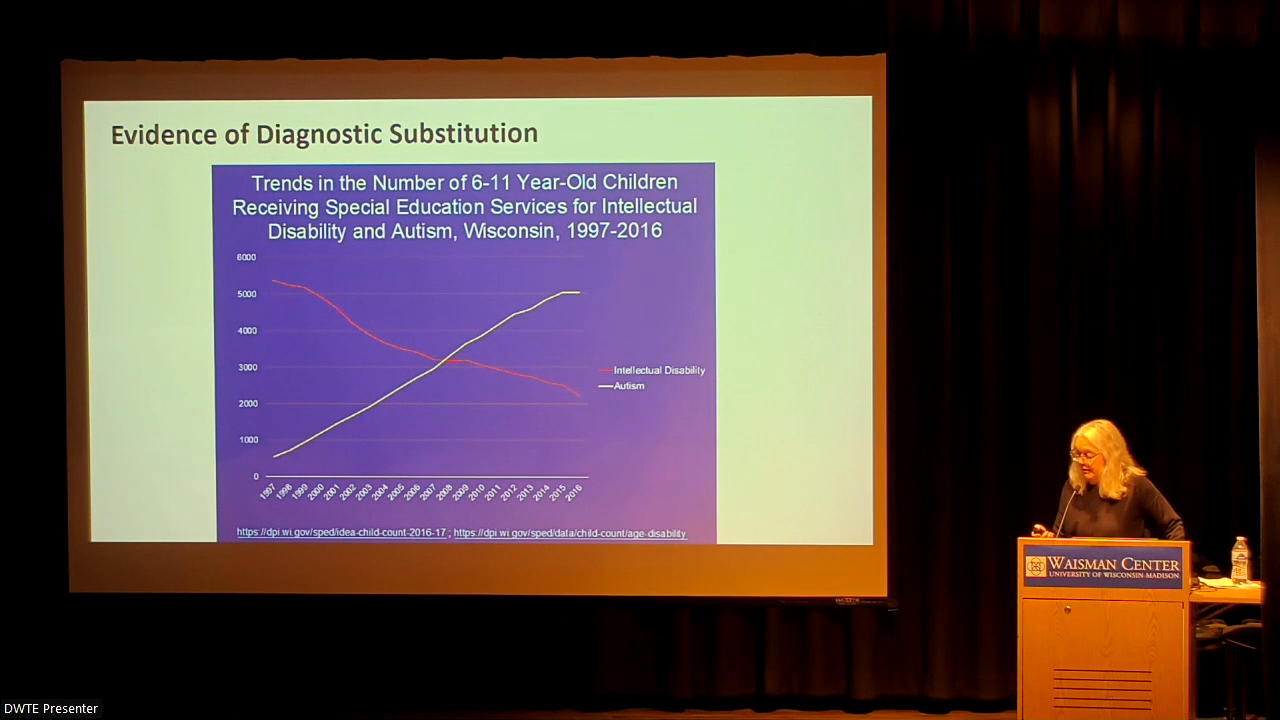 Evidence of Diagnostic Substitution
Trends in the Number of 6-11 Year-Old Children
Receiving Special Education Services for Intellectual
Disability and Autism, Wisconsin, 1997-2016
6000
5000
4000
3000
2000
1000
0
1997 1998 1999 2000 2001 2002 2003 2004 2005 2006 2007 2008 2009 2010 2011 2012 2013 2014 2015 2016
Intellectual Disability
Autism
https://dpi.wi.gov/sped/idea-child-count-2016-17 ; https://dpi.wi.gov/sped/data/child-count/age-disability
WAISMAN CENTER
UNIVERSITY OF WISCONSIN-MADISON
DWTE Presenter